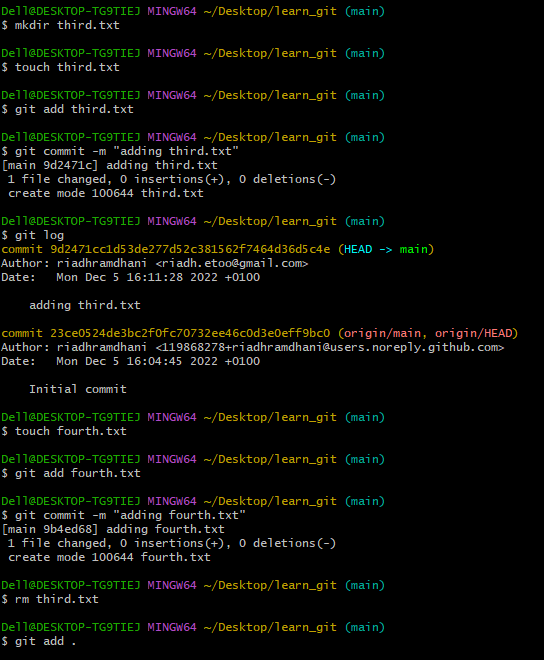 Dell@DESKTOP-TG9TIEJ MINGW64 ~/Desktop/learn_git (main)
$ mkdir third.txt
Dell@DESKTOP-TG9TIEJ MINGW64 ~/Desktop/learn_git (main)
$ touch third.txt
Dell@DESKTOP-TG9TIEJ MINGW64 ~/Desktop/learn_git (main)
$ git add third.txt
Dell@DESKTOP-TG9TIEJ MINGW64 ~/Desktop/learn_git (main)
$ git commit -m "adding third.txt"
[main 9d2471c] adding third.txt
 1 file changed, 0 insertions(+), 0 deletions(-)
 create mode 100644 third.txt
Dell@DESKTOP-TG9TIEJ MINGW64 ~/Desktop/learn_git (main)
$ git log
commit 9d2471cc1d53de277d52c381562f7464d36d5c4e (HEAD -> main)
Author: riadhramdhani <riadh.etoo@gmail.com>
Date:   Mon Dec 5 16:11:28 2022 +0100
    adding third.txt
commit 23ce0524de3bc2f0fc70732ee46c0d3e0eff9bc0 (origin/main, origin/HEAD)
Author: riadhramdhani <119868278+riadhramdhani@users.noreply.github.com>
Date:   Mon Dec 5 16:04:45 2022 +0100
    Initial commit
Dell@DESKTOP-TG9TIEJ MINGW64 ~/Desktop/learn_git (main)
$ touch fourth.txt
Dell@DESKTOP-TG9TIEJ MINGW64 ~/Desktop/learn_git (main)
$ git add fourth.txt
Dell@DESKTOP-TG9TIEJ MINGW64 ~/Desktop/learn_git (main)
$ git commit -m "adding fourth.txt"
[main 9b4ed68] adding fourth.txt
 1 file changed, 0 insertions(+), 0 deletions(-)
 create mode 100644 fourth.txt
Dell@DESKTOP-TG9TIEJ MINGW64 ~/Desktop/learn_git (main)
$ rm third.txt
Dell@DESKTOP-TG9TIEJ MINGW64 ~/Desktop/learn_git (main)
$ git add .